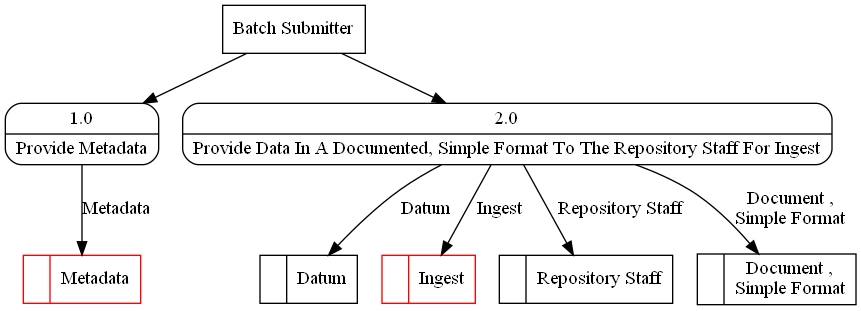 Batch Submitter
1.0
Provide Metadata
2.0
Provide Data In A Documented, Simple Format To The Repository Staff For Ingest
Metadata
Datum
Ingest
Repository Staff
Document ,
Simple Format
Metadata
Datum
Ingest
Repository Staff
Document ,
Simple Format